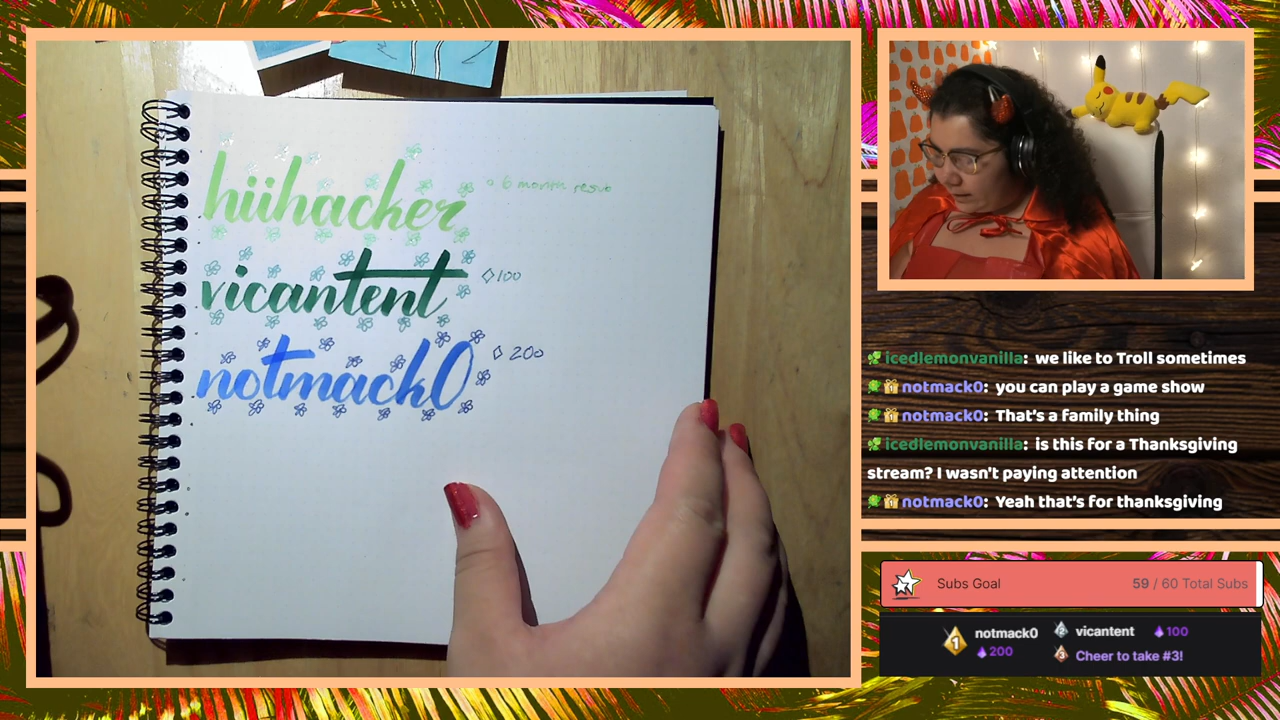 hiihacker
6 month resub
vicantent
100
notmack0
200
icedlemonvanilla: we like to Troll sometimes
notmack0: you can play a game show
notmack0: That's a family thing
icedlemonvanilla: is this for a Thanksgiving
stream? I wasn't paying attention
notmack0: Yeah that's for thanksgiving
Subs Goal 59 / 60 Total Subs
1 notmack0 200
2 vicantent 100
3 Cheer to take #3!